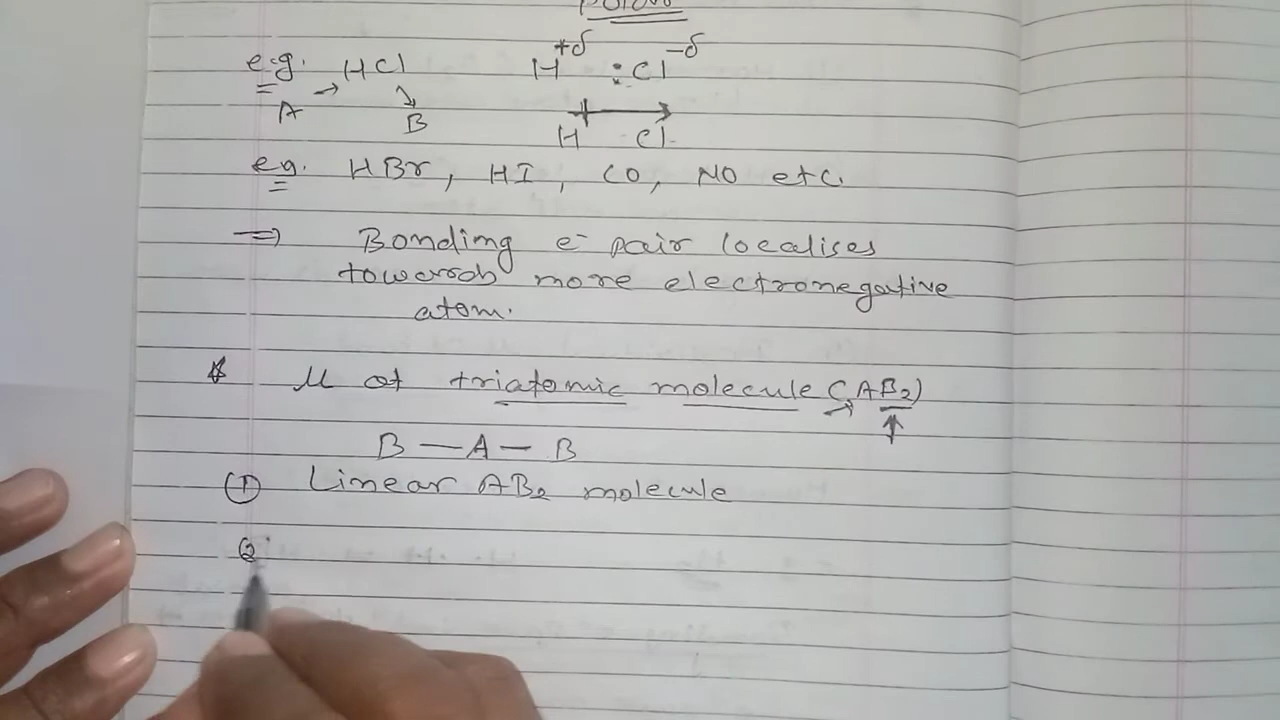 e.g. → HCl
A ↘ B
H +δ : Cl -δ
H Cl
eg. HBr, HI, CO, NO etc.
⇒ Bonding e- pair localises
towards more electronegative
atom.
* μ of triatomic molecule (AB₂)
B — A — B
① Linear AB₂ molecule
②